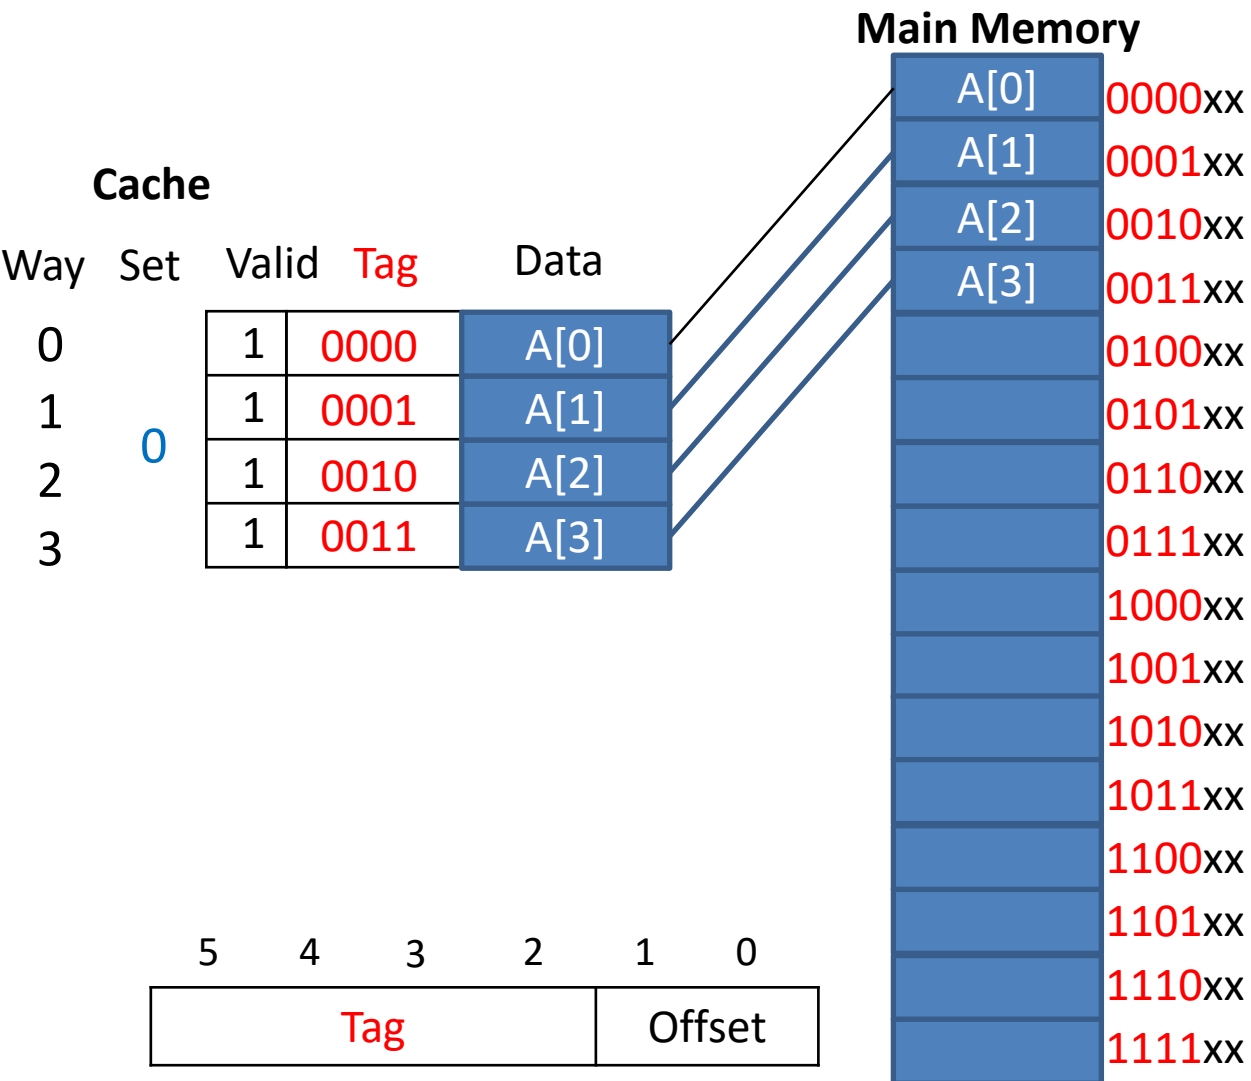 Main Memory
A[0] 0000xx
A[1] 0001xx
A[2] 0010xx
A[3] 0011xx
0100xx
0101xx
0110xx
0111xx
1000xx
1001xx
1010xx
1011xx
1100xx
1101xx
1110xx
1111xx
Cache
Way Set Valid Tag Data
0 1 0000 A[0]
1 1 0001 A[1]
0
2 1 0010 A[2]
3 1 0011 A[3]
5 4 3 2 1 0
Tag Offset